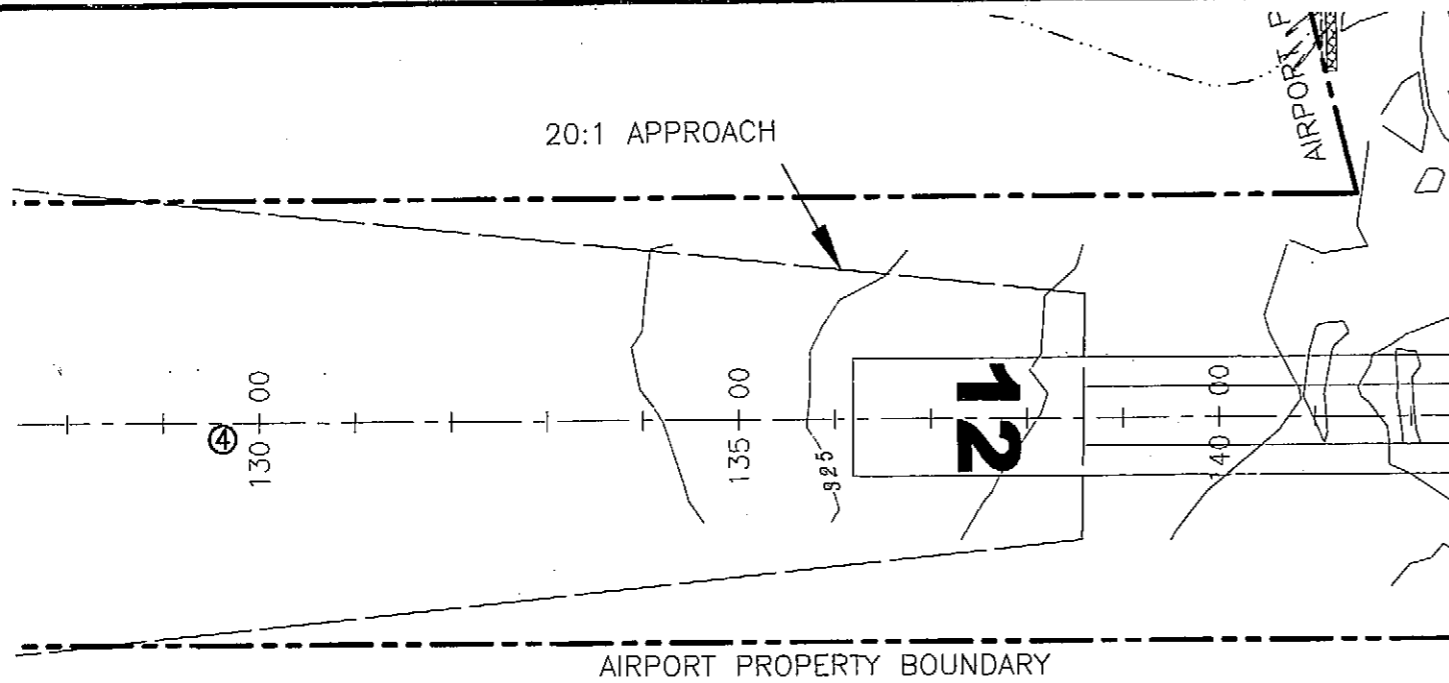 AIRPORT P
20:1 APPROACH
12
130 00
135 00
140 00
④
925
AIRPORT PROPERTY BOUNDARY